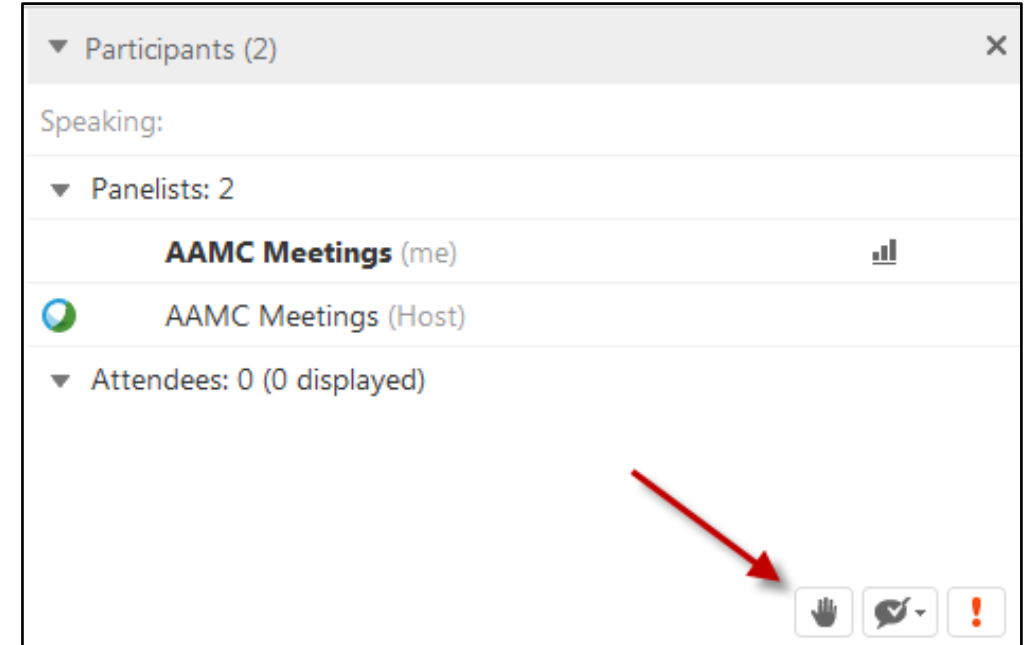 Participants (2)
Speaking:
Panelists: 2
AAMC Meetings (me)
AAMC Meetings (Host)
Attendees: 0 (0 displayed)